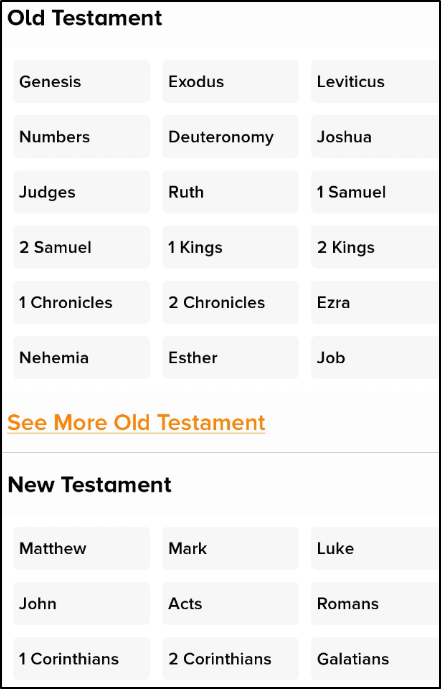 Old Testament
Genesis Exodus Leviticus
Numbers Deuteronomy Joshua
Judges Ruth 1 Samuel
2 Samuel 1 Kings 2 Kings
1 Chronicles 2 Chronicles Ezra
Nehemia Esther Job
See More Old Testament
New Testament
Matthew Mark Luke
John Acts Romans
1 Corinthians 2 Corinthians Galatians